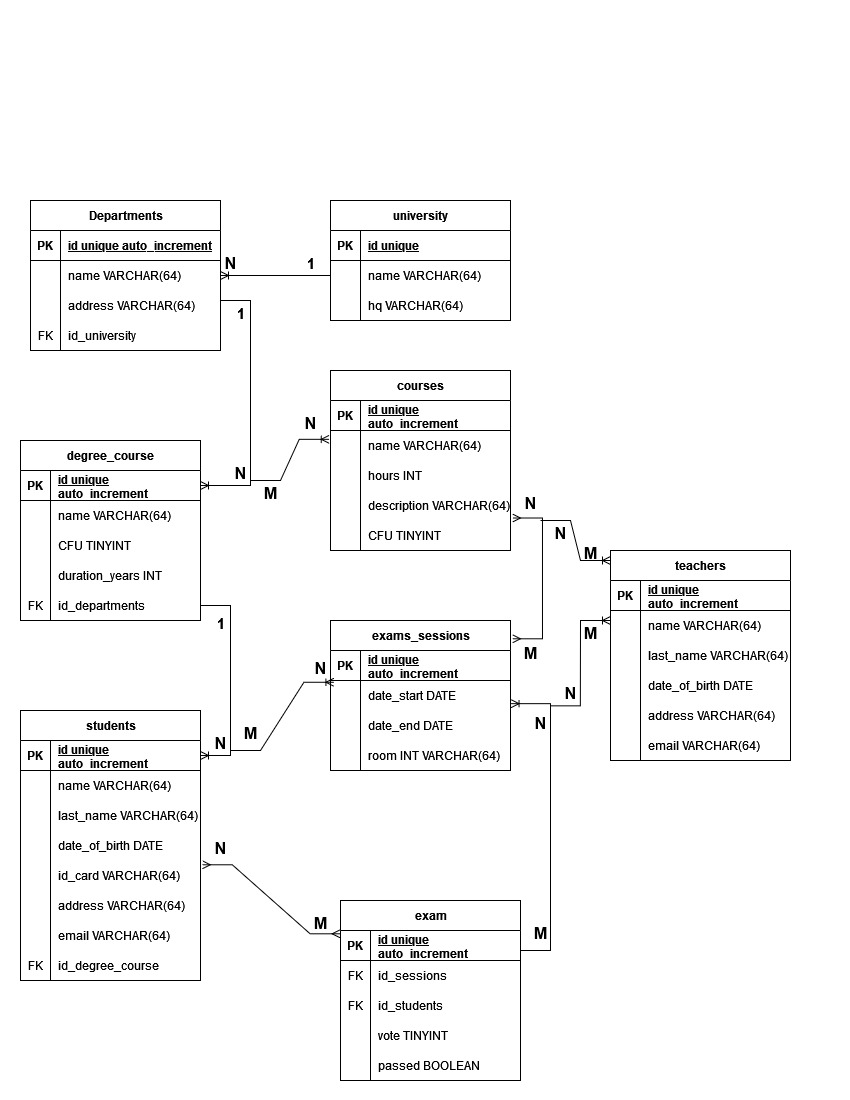 Departments
PK id unique auto_increment
name VARCHAR(64)
address VARCHAR(64)
FK id_university
N
1
university
PK id unique
name VARCHAR(64)
hq VARCHAR(64)
1
courses
PK id unique
auto_increment
name VARCHAR(64)
hours INT
description VARCHAR(64)
CFU TINYINT
N
M
N
degree_course
PK id unique
auto_increment
name VARCHAR(64)
CFU TINYINT
duration_years INT
FK id_departments
N
N
M
teachers
PK id unique
auto_increment
name VARCHAR(64)
last_name VARCHAR(64)
date_of_birth DATE
address VARCHAR(64)
email VARCHAR(64)
M
N
1
exams_sessions
PK id unique
auto_increment
date_start DATE
date_end DATE
room INT VARCHAR(64)
M
N
N
M
N
students
PK id unique
auto_increment
name VARCHAR(64)
last_name VARCHAR(64)
date_of_birth DATE
id_card VARCHAR(64)
address VARCHAR(64)
email VARCHAR(64)
FK id_degree_course
N
M
exam
PK id unique
auto_increment
FK id_sessions
FK id_students
vote TINYINT
passed BOOLEAN
M